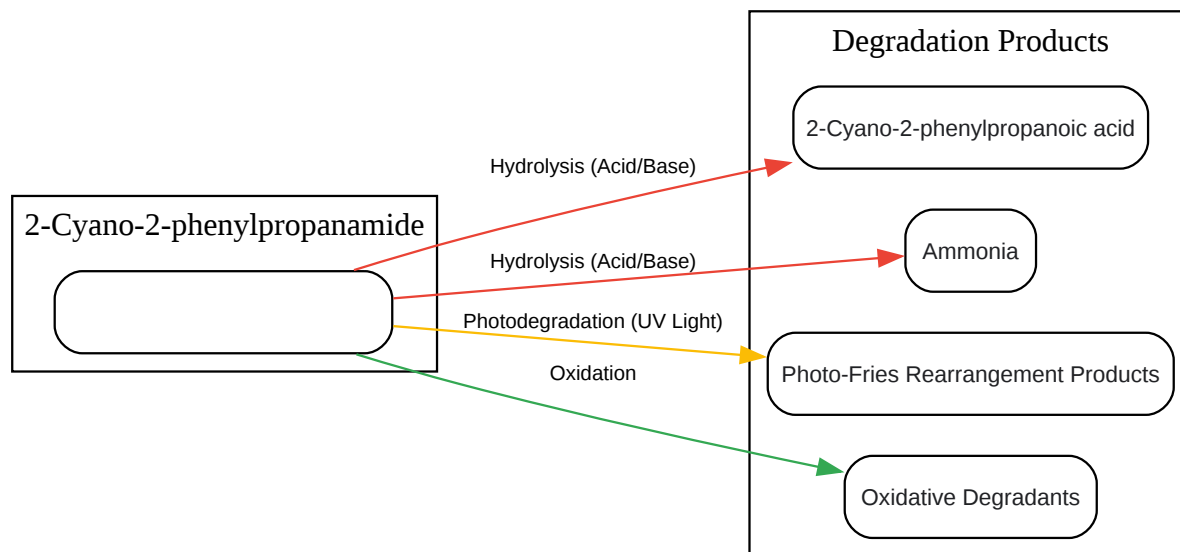 Degradation Products
2-Cyano-2-phenylpropanoic acid
Hydrolysis (Acid/Base)
2-Cyano-2-phenylpropanamide
Ammonia
Hydrolysis (Acid/Base)
Photodegradation (UV Light)
Photo-Fries Rearrangement Products
Oxidation
Oxidative Degradants